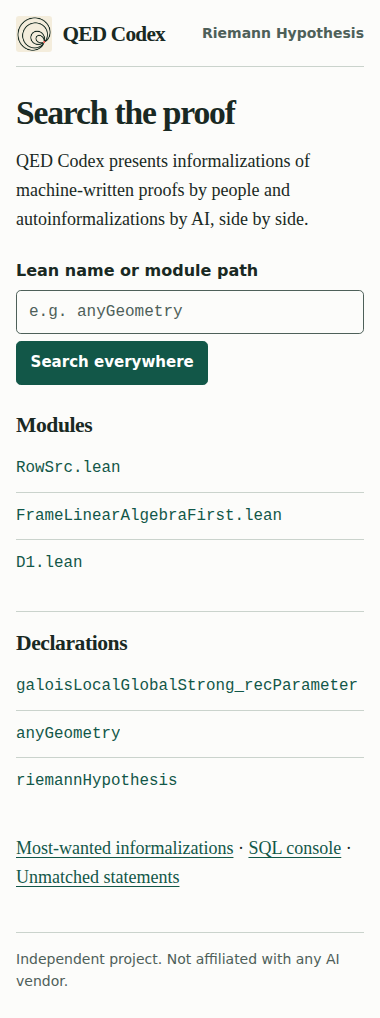 QED Codex
Riemann Hypothesis
Search the proof
QED Codex presents informalizations of
machine-written proofs by people and
autoinformalizations by AI, side by side.
Lean name or module path
e.g. anyGeometry
Search everywhere
Modules
RowSrc.lean
FrameLinearAlgebraFirst.lean
D1.lean
Declarations
galoisLocalGlobalStrong_recParameter
anyGeometry
riemannHypothesis
Most-wanted informalizations · SQL console ·
Unmatched statements
Independent project. Not affiliated with any AI
vendor.